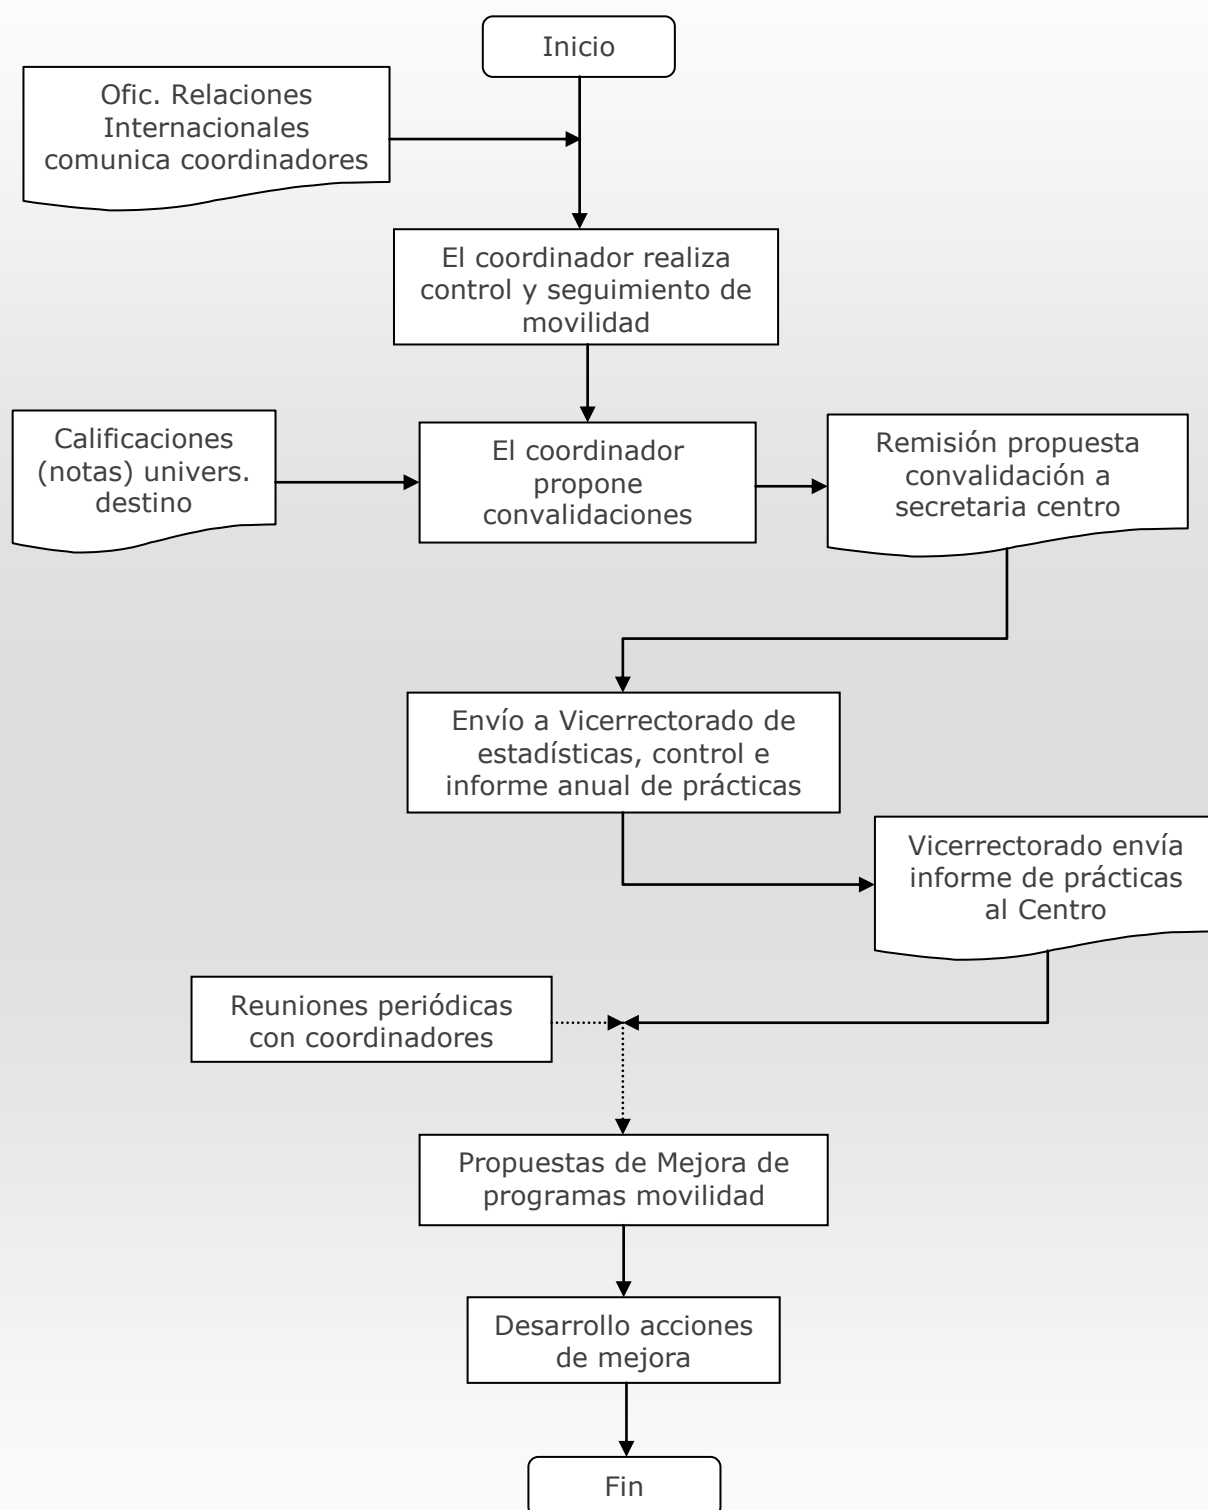 Inicio
Ofic. Relaciones
Internacionales
comunica coordinadores
El coordinador realiza
control y seguimiento de
movilidad
Calificaciones
(notas) univers.
destino
El coordinador
propone
convalidaciones
Remisión propuesta
convalidación a
secretaria centro
Envío a Vicerrectorado de
estadísticas, control e
informe anual de prácticas
Vicerrectorado envía
informe de prácticas
al Centro
Reuniones periódicas
con coordinadores
Propuestas de Mejora de
programas movilidad
Desarrollo acciones
de mejora
Fin